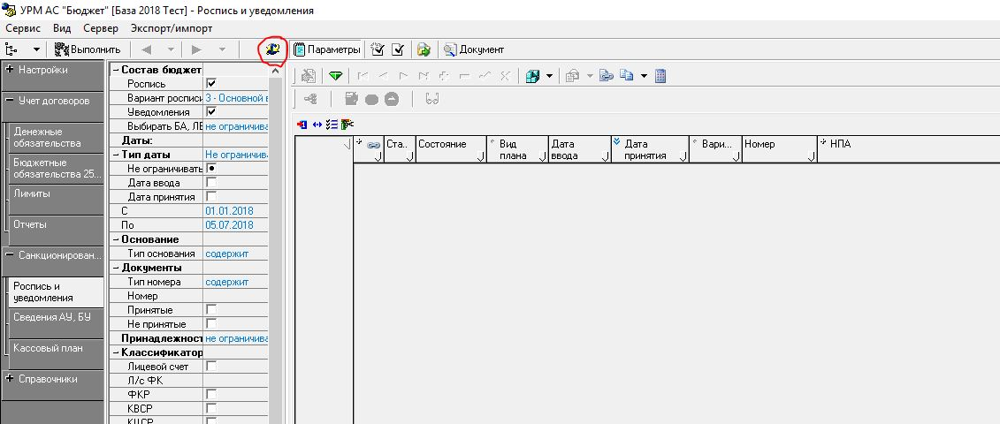 УРМ АС "Бюджет" [База 2018 Тест] - Роспись и уведомления
Сервис Вид Сервер Экспорт/импорт
Выполнить Параметры Документ
Настройки
Учет договоров
Денежные
обязательства
Бюджетные
обязательства 25...
Лимиты
Отчеты
Санкционирован...
Роспись и
уведомления
Сведения АУ, БУ
Кассовый план
Справочники
Состав бюджет
Роспись
Вариант росписи 3 - Основной в
Уведомления
Выбирать БА, ЛБ не ограничива
Даты:
Тип даты Не ограничив
Не ограничивать
Дата ввода
Дата принятия
С 01.01.2018
По 05.07.2018
Основание
Тип основания содержит
Документы
Тип номера содержит
Номер
Принятые
Не принятые
Принадлежност не ограничива
Классификатор
Лицевой счет
Л/с ФК
ФКР
КВСР
КЦСР
Ста... Состояние Вид
плана Дата
ввода Дата
принятия Вари... Номер НПА